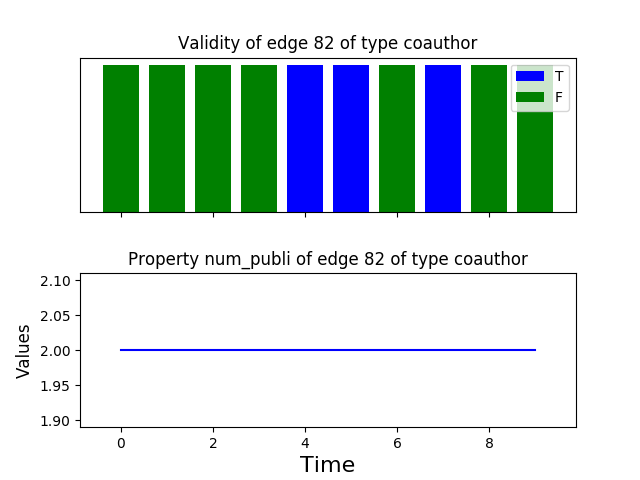 Validity of edge 82 of type coauthor
T
F
Property num_publi of edge 82 of type coauthor
2.10
2.05
2.00
1.95
1.90
Values
0 2 4 6 8
Time